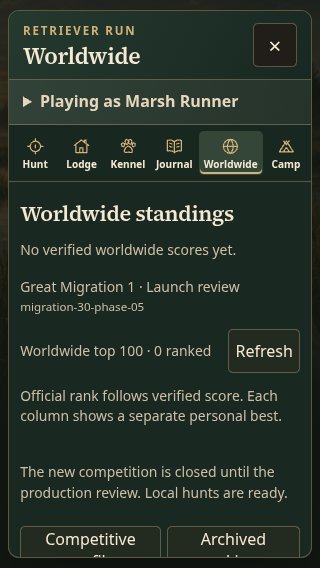 RETRIEVER RUN
Worldwide
×
▶ Playing as Marsh Runner
Hunt Lodge Kennel Journal Worldwide Camp
Worldwide standings
No verified worldwide scores yet.
Great Migration 1 · Launch review
migration-30-phase-05
Worldwide top 100 · 0 ranked
Refresh
Official rank follows verified score. Each
column shows a separate personal best.
The new competition is closed until the
production review. Local hunts are ready.
Competitive Archived